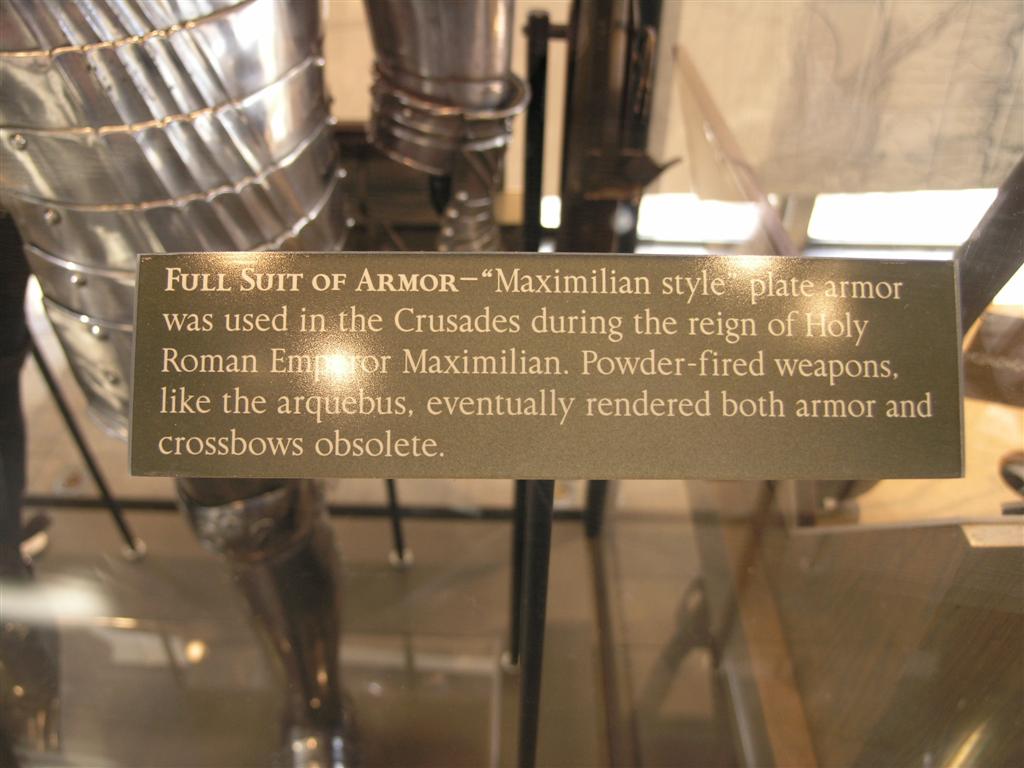 FULL SUIT OF ARMOR–“Maximilian style” plate armor
was used in the Crusades during the reign of Holy
Roman Emperor Maximilian. Powder-fired weapons,
like the arquebus, eventually rendered both armor and
crossbows obsolete.